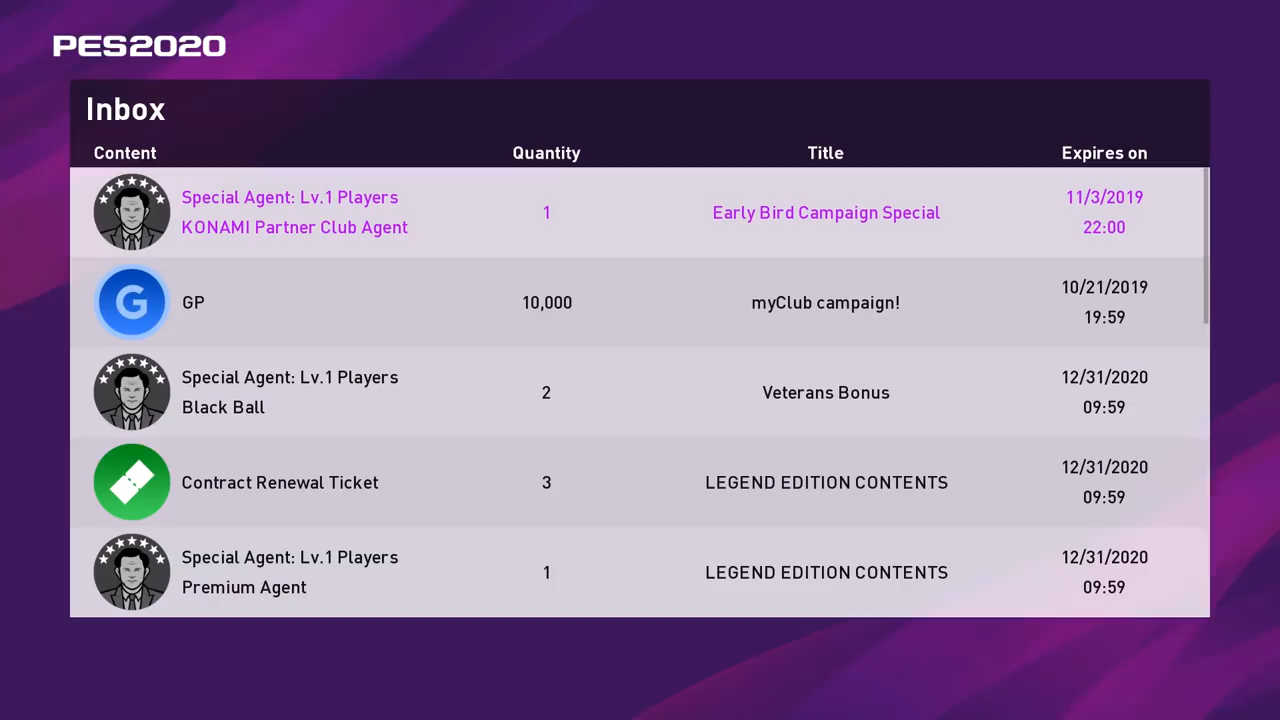 PES2020
Inbox
Content Quantity Title Expires on
Special Agent: Lv.1 Players
KONAMI Partner Club Agent
1
Early Bird Campaign Special
11/3/2019
22:00
G
GP
10,000
myClub campaign!
10/21/2019
19:59
Special Agent: Lv.1 Players
Black Ball
2
Veterans Bonus
12/31/2020
09:59
Contract Renewal Ticket
3
LEGEND EDITION CONTENTS
12/31/2020
09:59
Special Agent: Lv.1 Players
Premium Agent
1
LEGEND EDITION CONTENTS
12/31/2020
09:59